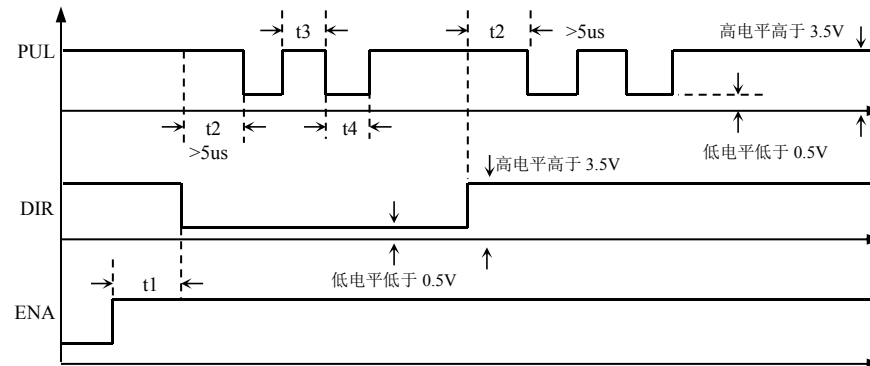 t3
t2
>5us
高电平高于 3.5V
PUL
t2
t4
>5us
低电平低于 0.5V
高电平高于 3.5V
DIR
t1
低电平低于 0.5V
ENA